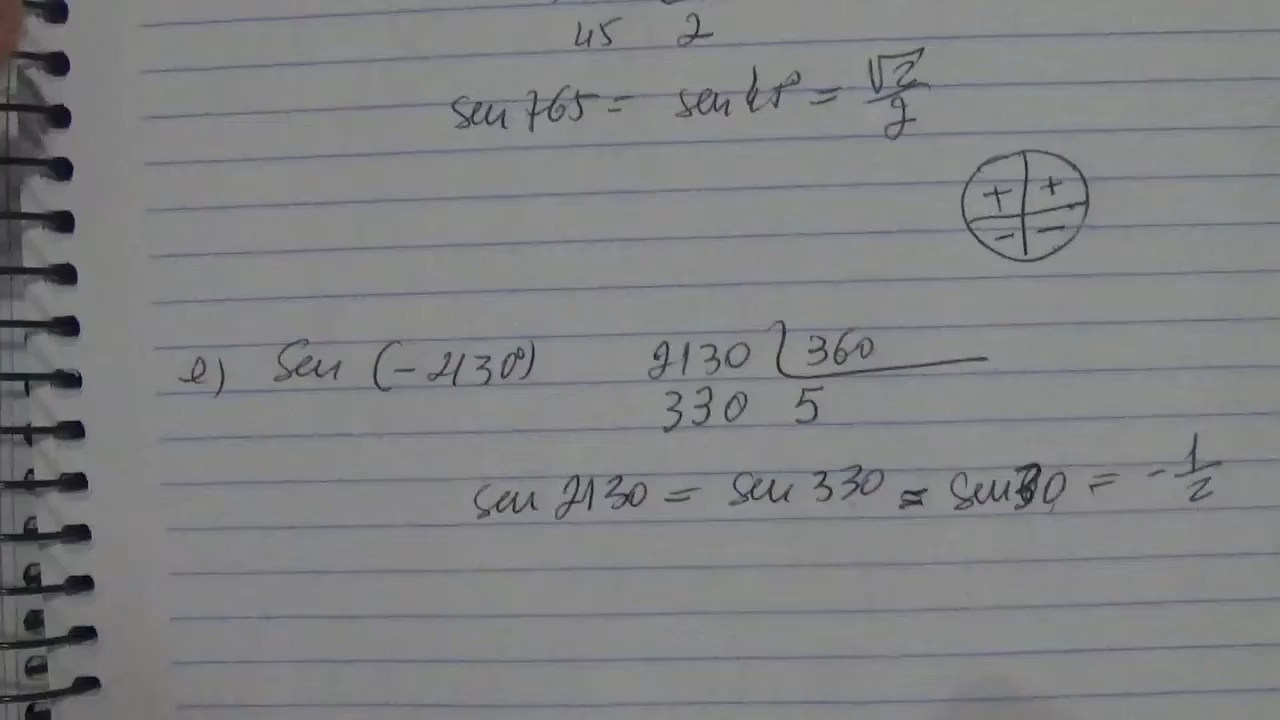 45 2
sen 765 = sen 45° = √2/2
+ +
- -
e) Sen (-2130°) 2130 360
330 5
sen 2130 = sen 330 = sen 30 = -1/2